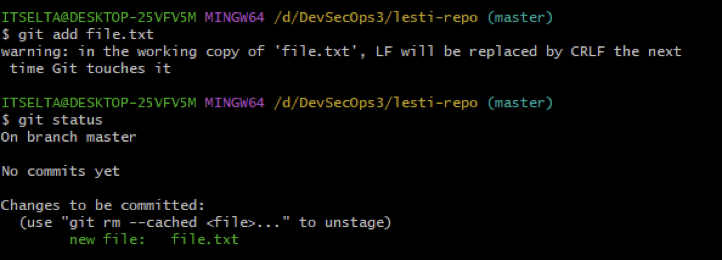 ITSELTA@DESKTOP-25VFV5M MINGW64 /d/DevSecOps3/lesti-repo (master)
$ git add file.txt
warning: in the working copy of 'file.txt', LF will be replaced by CRLF the next
 time Git touches it

ITSELTA@DESKTOP-25VFV5M MINGW64 /d/DevSecOps3/lesti-repo (master)
$ git status
On branch master

No commits yet

Changes to be committed:
  (use "git rm --cached <file>..." to unstage)
        new file:   file.txt